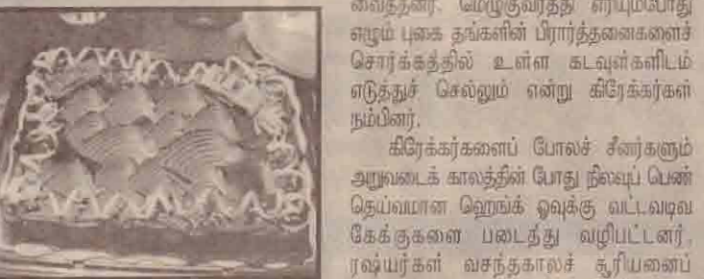 வைத்தனர். மெழுகுவர்த்தி எரியும்போது
எழும் புகை தங்களின் பிரார்த்தனைகளைச்
சொர்க்கத்தில் உள்ள கடவுள்களிடம்
எடுத்துச் செல்லும் என்று கிரேக்கர்கள்
நம்பினர்.
கிரேக்கர்களைப் போலச் சீனர்களும்
அறுவடைக் காலத்தின் போது நிலவுப் பெண்
தெய்வமான ஹெங்க் ஓவுக்கு வட்டவடிவ
கேக்குகளை படைத்து வழிபட்டனர்.
ரஷ்யர்கள் வசந்தகாலச் சூரியனைப்